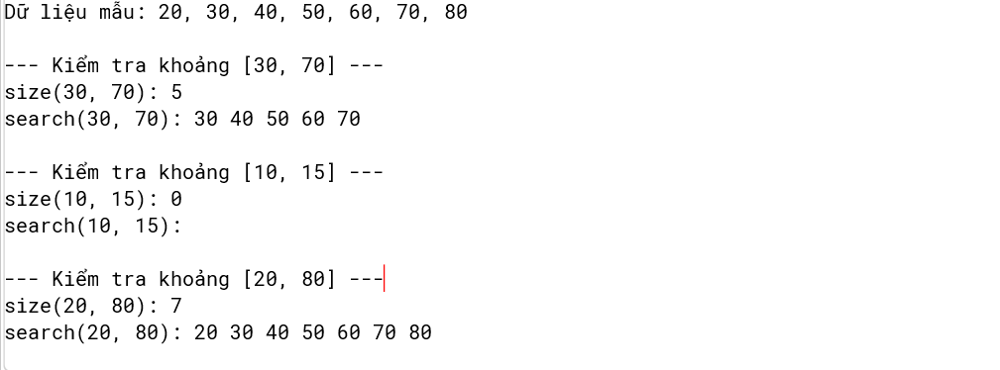 Dữ liệu mẫu: 20, 30, 40, 50, 60, 70, 80
--- Kiểm tra khoảng [30, 70] ---
size(30, 70): 5
search(30, 70): 30 40 50 60 70
--- Kiểm tra khoảng [10, 15] ---
size(10, 15): 0
search(10, 15):
--- Kiểm tra khoảng [20, 80] ---
size(20, 80): 7
search(20, 80): 20 30 40 50 60 70 80